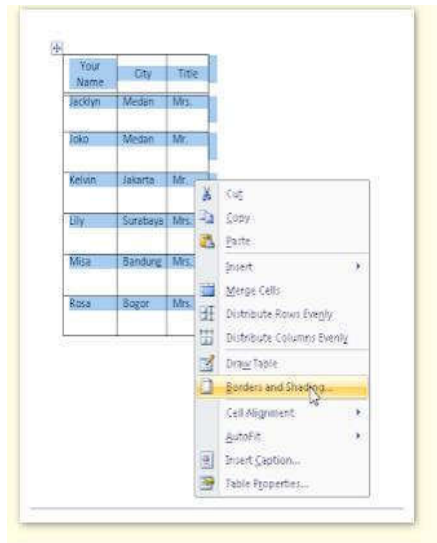 Your Name City Title
Jacklyn Medan Mrs.
Joko Medan Mr.
Kelvin Jakarta Mr.
Lily Surabaya Mrs.
Misa Bandung Mrs.
Rosa Bogor Mrs.
Cut
Copy
Paste
Insert
Merge Cells
Distribute Rows Evenly
Distribute Columns Evenly
Draw Table
Borders and Shading...
Cell Alignment
AutoFit
Insert Caption...
Table Properties...